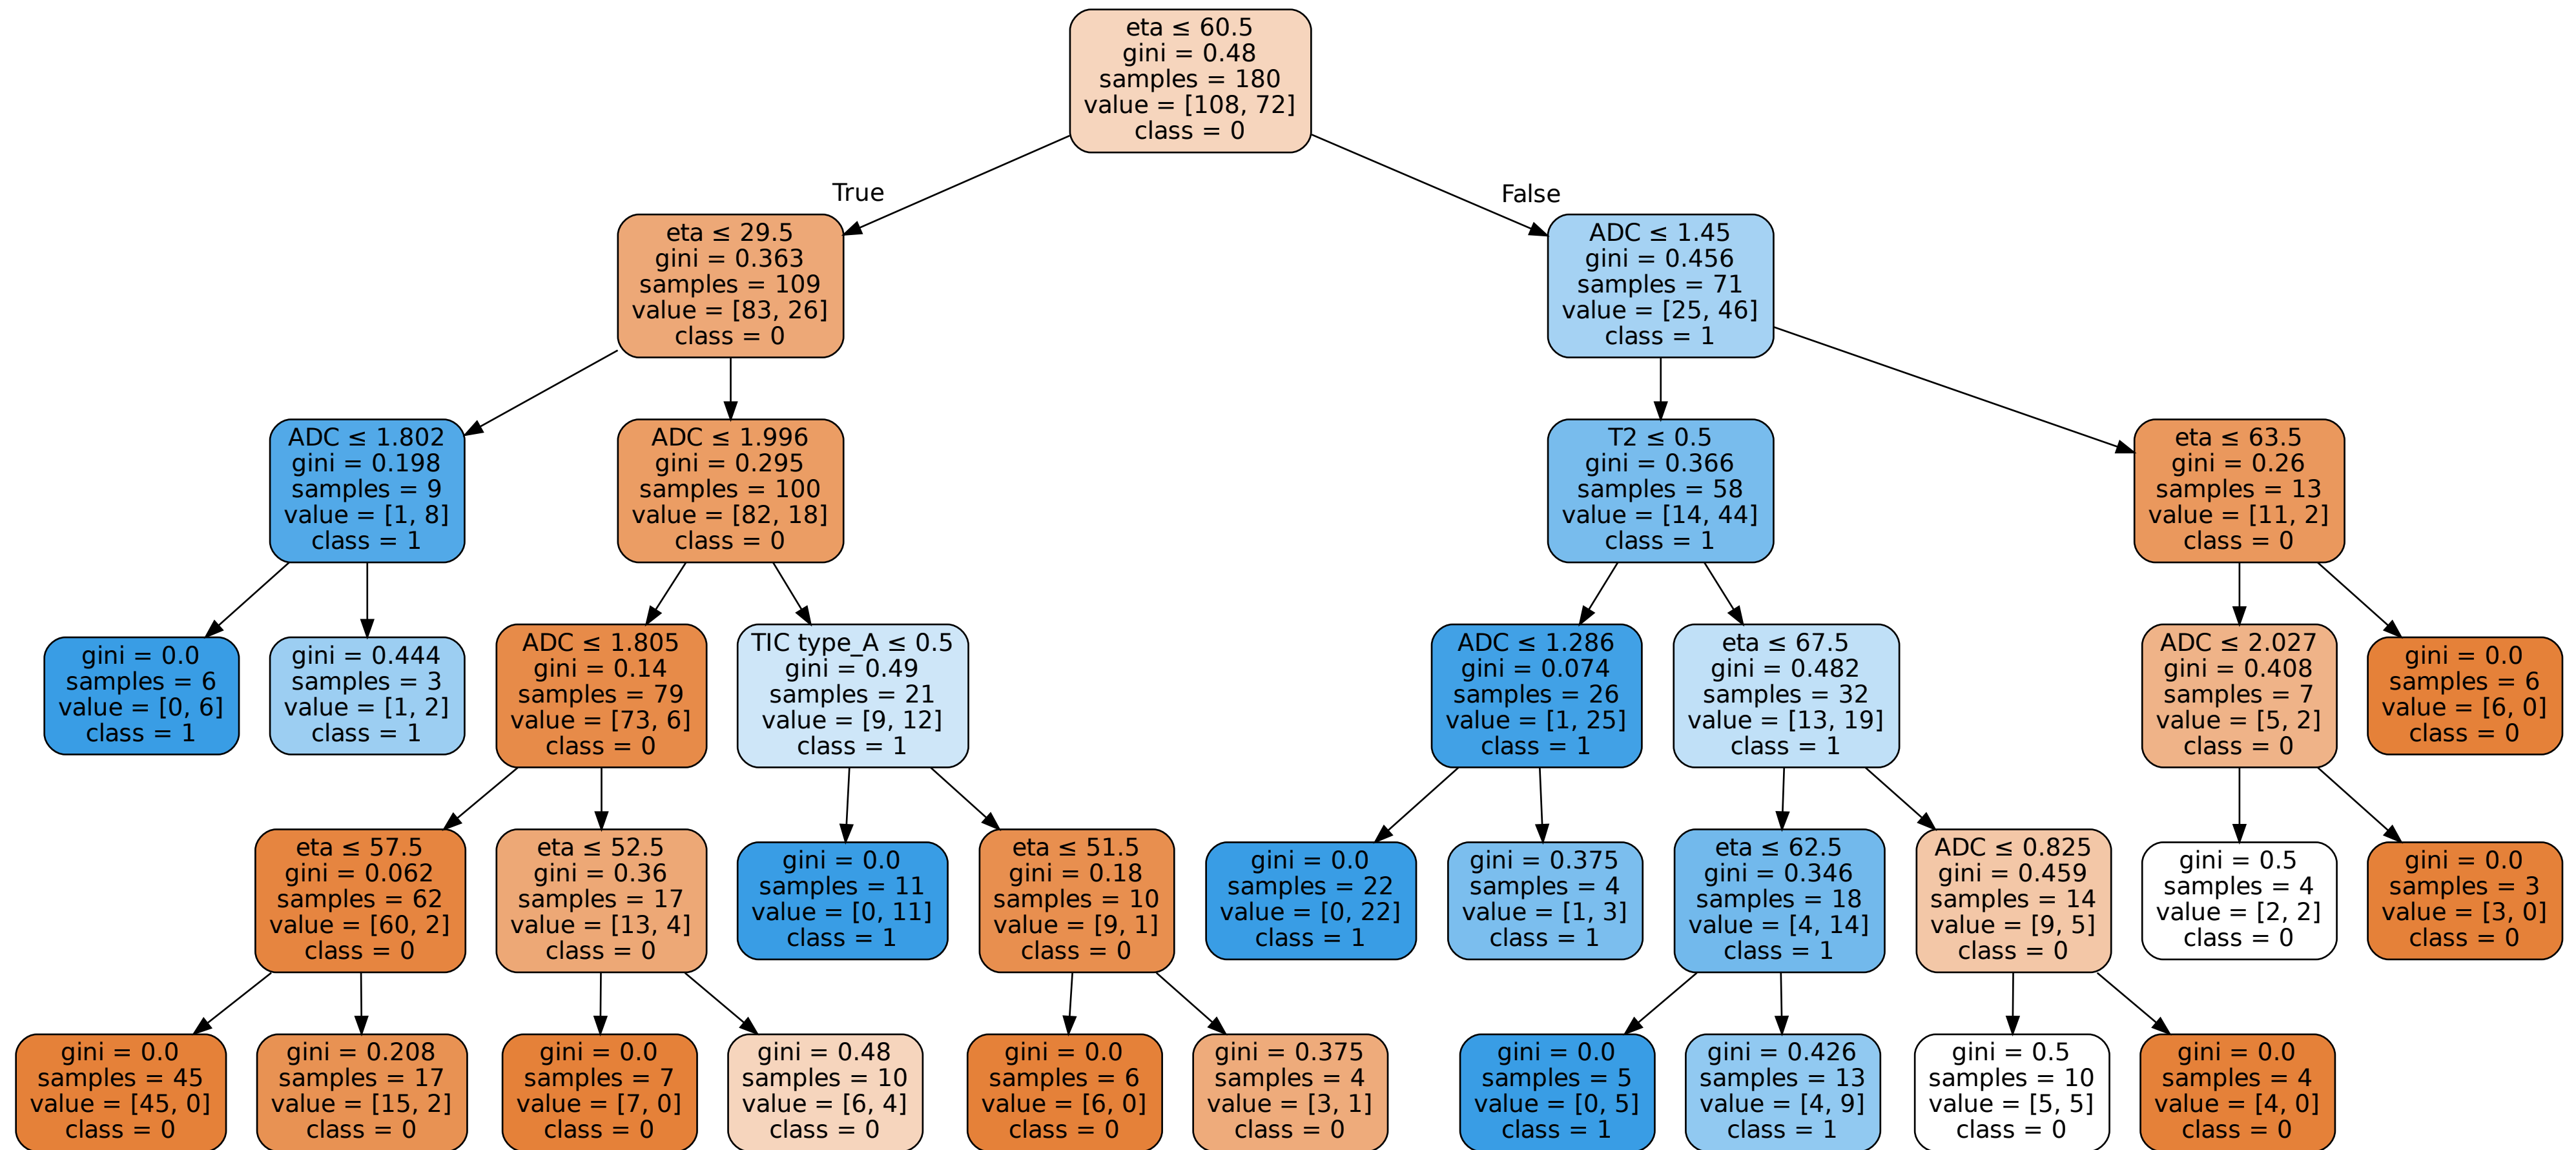 eta ≤ 60.5
gini = 0.48
samples = 180
value = [108, 72]
class = 0
True
False
eta ≤ 29.5
gini = 0.363
samples = 109
value = [83, 26]
class = 0
ADC ≤ 1.45
gini = 0.456
samples = 71
value = [25, 46]
class = 1
ADC ≤ 1.802
gini = 0.198
samples = 9
value = [1, 8]
class = 1
ADC ≤ 1.996
gini = 0.295
samples = 100
value = [82, 18]
class = 0
T2 ≤ 0.5
gini = 0.366
samples = 58
value = [14, 44]
class = 1
eta ≤ 63.5
gini = 0.26
samples = 13
value = [11, 2]
class = 0
gini = 0.0
samples = 6
value = [0, 6]
class = 1
gini = 0.444
samples = 3
value = [1, 2]
class = 1
ADC ≤ 1.805
gini = 0.14
samples = 79
value = [73, 6]
class = 0
TIC type_A ≤ 0.5
gini = 0.49
samples = 21
value = [9, 12]
class = 1
ADC ≤ 1.286
gini = 0.074
samples = 26
value = [1, 25]
class = 1
eta ≤ 67.5
gini = 0.482
samples = 32
value = [13, 19]
class = 1
ADC ≤ 2.027
gini = 0.408
samples = 7
value = [5, 2]
class = 0
gini = 0.0
samples = 6
value = [6, 0]
class = 0
eta ≤ 57.5
gini = 0.062
samples = 62
value = [60, 2]
class = 0
eta ≤ 52.5
gini = 0.36
samples = 17
value = [13, 4]
class = 0
gini = 0.0
samples = 11
value = [0, 11]
class = 1
eta ≤ 51.5
gini = 0.18
samples = 10
value = [9, 1]
class = 0
gini = 0.0
samples = 22
value = [0, 22]
class = 1
gini = 0.375
samples = 4
value = [1, 3]
class = 1
eta ≤ 62.5
gini = 0.346
samples = 18
value = [4, 14]
class = 1
ADC ≤ 0.825
gini = 0.459
samples = 14
value = [9, 5]
class = 0
gini = 0.5
samples = 4
value = [2, 2]
class = 0
gini = 0.0
samples = 3
value = [3, 0]
class = 0
gini = 0.0
samples = 45
value = [45, 0]
class = 0
gini = 0.208
samples = 17
value = [15, 2]
class = 0
gini = 0.0
samples = 7
value = [7, 0]
class = 0
gini = 0.48
samples = 10
value = [6, 4]
class = 0
gini = 0.0
samples = 6
value = [6, 0]
class = 0
gini = 0.375
samples = 4
value = [3, 1]
class = 0
gini = 0.0
samples = 5
value = [0, 5]
class = 1
gini = 0.426
samples = 13
value = [4, 9]
class = 1
gini = 0.5
samples = 10
value = [5, 5]
class = 0
gini = 0.0
samples = 4
value = [4, 0]
class = 0